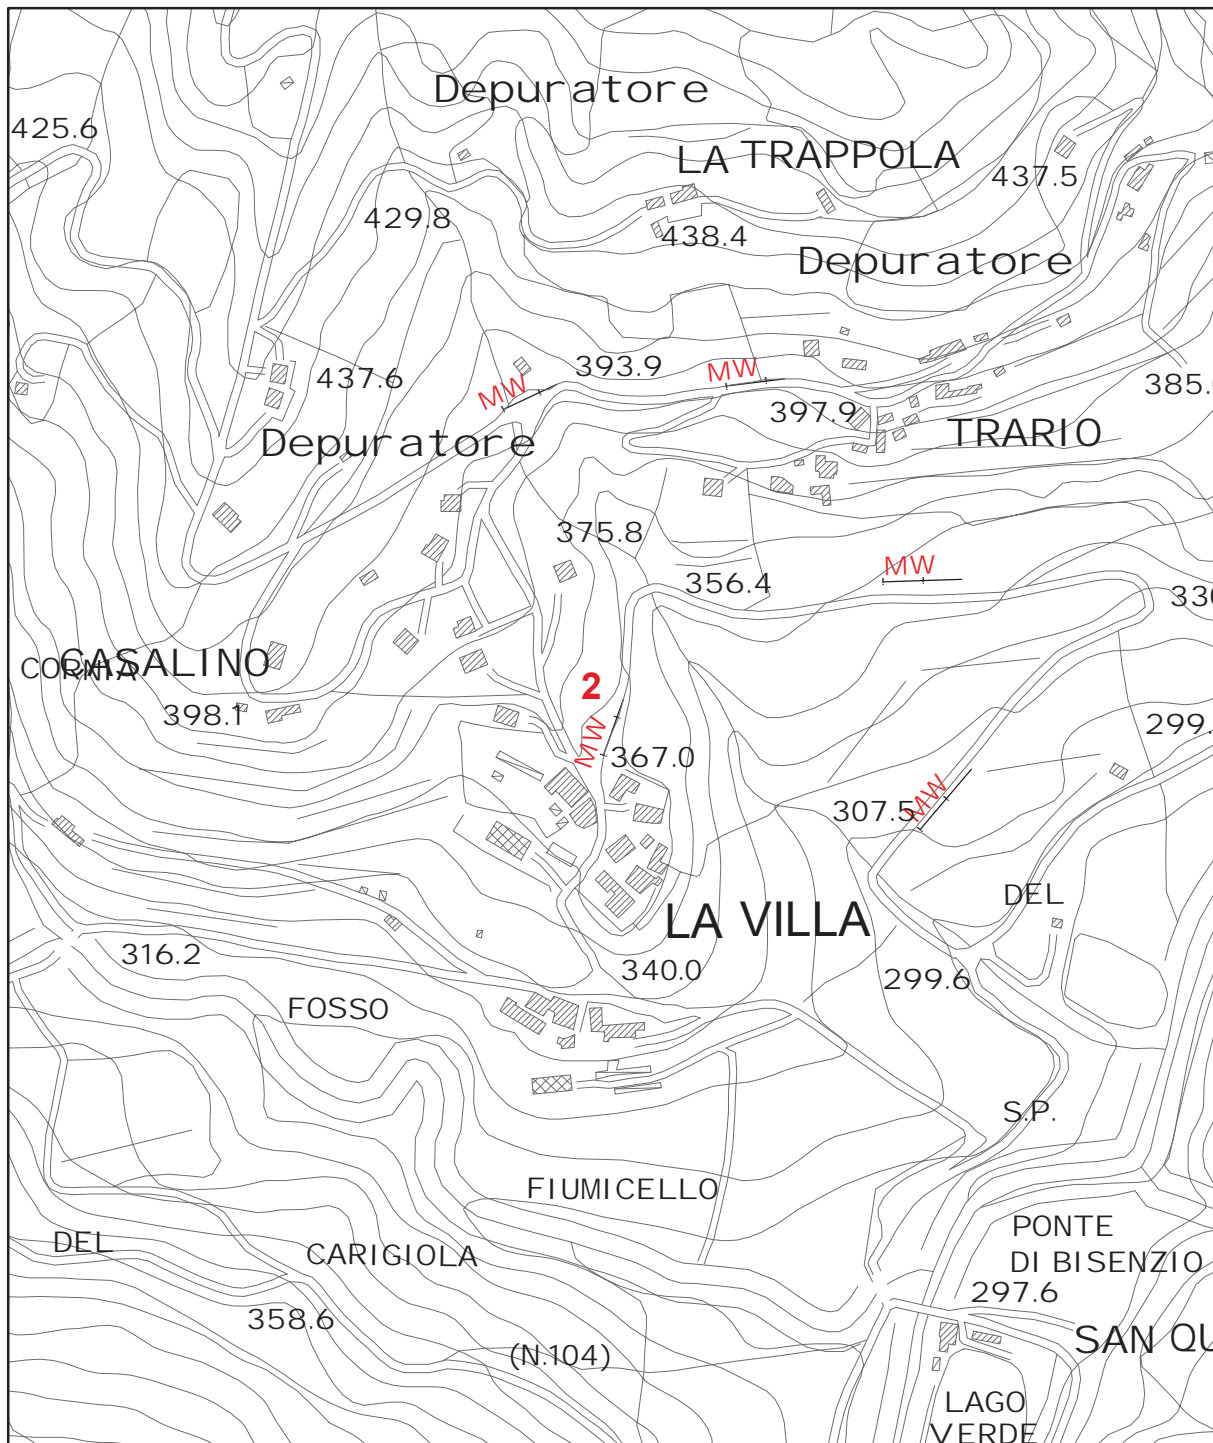 Depuratore
425.6
LA TRAPPOLA
437.5
429.8
438.4
Depuratore
393.9
MW
MW
437.6
385.
397.9
TRARIO
Depuratore
375.8
MW
356.4
330
CORNIA
CASALINO
2
398.1
299.
MW
367.0
MW
307.5
DEL
LA VILLA
316.2
340.0
299.6
FOSSO
S.P.
FIUMICELLO
DEL
CARIGIOLA
PONTE
DI BISENZIO
297.6
358.6
SAN QU
(N.104)
LAGO
VERDE